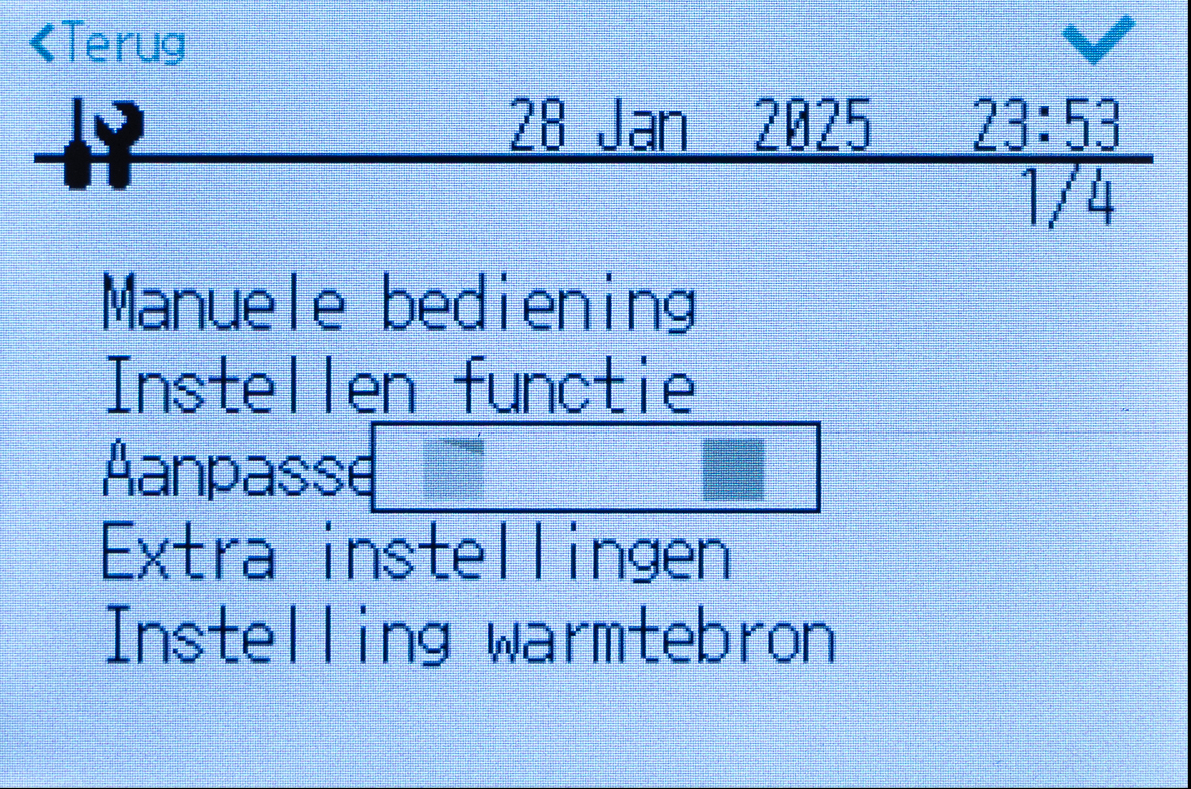 Terug
28 Jan 2025 23:53
1/4
Manuele bediening
Instellen functie
Aanpasse
Extra instellingen
Instelling warmtebron